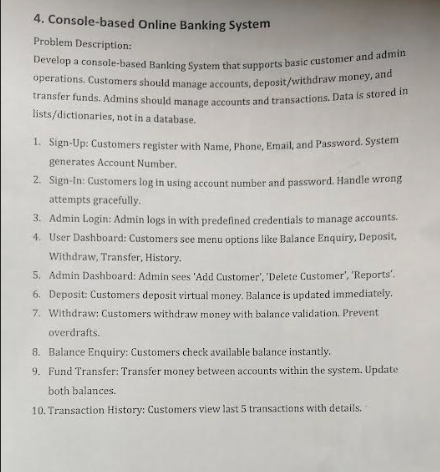 4. Console-based Online Banking System
Problem Description:
Develop a console-based Banking System that supports basic customer and admin
operations. Customers should manage accounts, deposit/withdraw money, and
transfer funds. Admins should manage accounts and transactions. Data is stored in
lists/dictionaries, not in a database.
1. Sign-Up: Customers register with Name, Phone, Email, and Password. System
generates Account Number.
2. Sign-In: Customers log in using account number and password. Handle wrong
attempts gracefully.
3. Admin Login: Admin logs in with predefined credentials to manage accounts.
4. User Dashboard: Customers see menu options like Balance Enquiry, Deposit,
Withdraw, Transfer, History.
5. Admin Dashboard: Admin sees 'Add Customer', 'Delete Customer', 'Reports'.
6. Deposit: Customers deposit virtual money. Balance is updated immediately.
7. Withdraw: Customers withdraw money with balance validation. Prevent
overdrafts.
8. Balance Enquiry: Customers check available balance instantly.
9. Fund Transfer: Transfer money between accounts within the system. Update
both balances.
10. Transaction History: Customers view last 5 transactions with details.